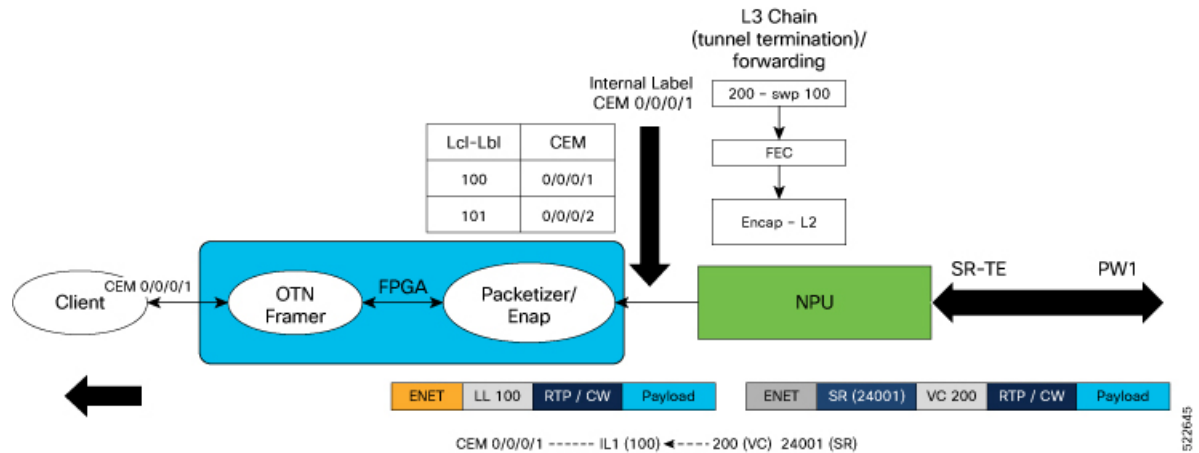 L3 Chain
(tunnel termination)/
forwarding
Internal Label
CEM 0/0/0/1
200 – swp 100
FEC
Encap – L2
Lcl-Lbl CEM
100 0/0/0/1
101 0/0/0/2
Client
CEM 0/0/0/1
OTN
Framer
FPGA
Packetizer/
Enap
NPU
SR-TE PW1
ENET LL 100 RTP / CW Payload
ENET SR (24001) VC 200 RTP / CW Payload
CEM 0/0/0/1 ------ IL1 (100) ◄---- 200 (VC) 24001 (SR)
522645